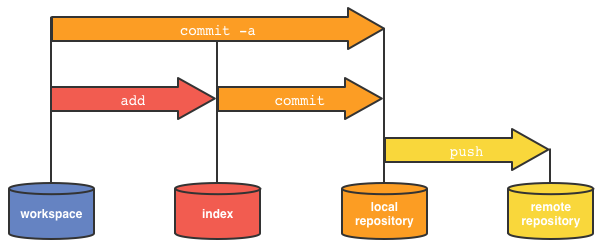 commit -a
add
commit
push
workspace
index
local
repository
remote
repository